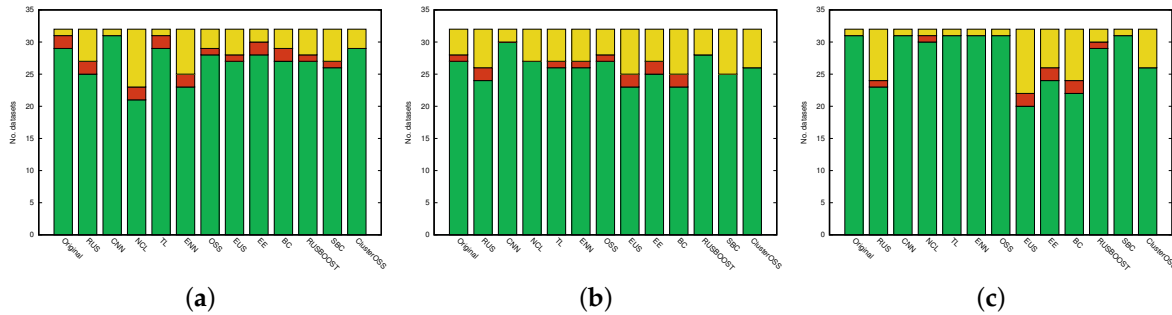 35
30
25
20
15
10
5
0
No. datasets
Original
RUS
CNN
NCL
TL
ENN
OSS
EUS
EE
BC
RUSBOOST
SBC
ClusterOSS
(a)
35
30
25
20
15
10
5
0
No. datasets
Original
RUS
CNN
NCL
TL
ENN
OSS
EUS
EE
BC
RUSBOOST
SBC
ClusterOSS
(b)
35
30
25
20
15
10
5
0
No. datasets
Original
RUS
CNN
NCL
TL
ENN
OSS
EUS
EE
BC
RUSBOOST
SBC
ClusterOSS
(c)